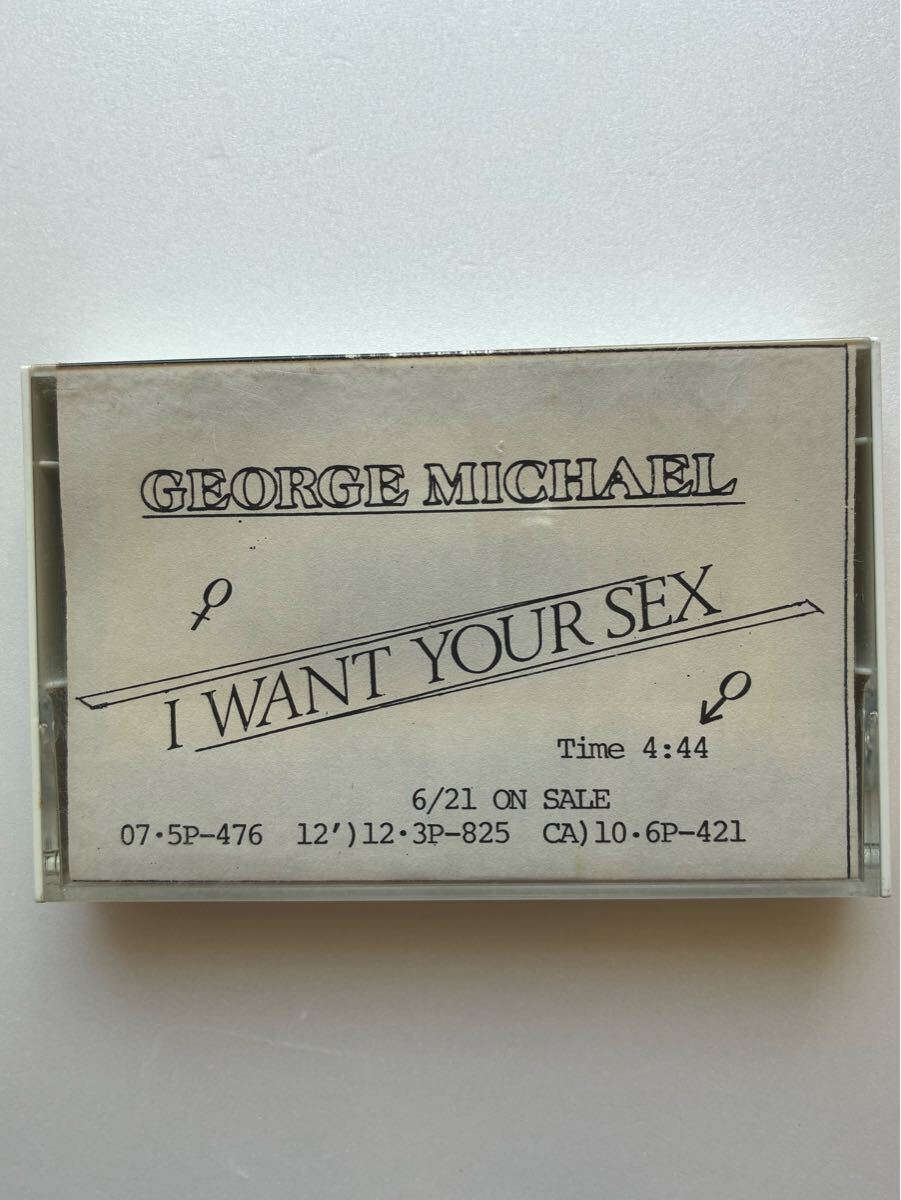 GEORGE MICHAEL
I WANT YOUR SEX
Time 4:44
6/21 ON SALE
07·5P-476 12')12·3P-825 CA)10·6P-421